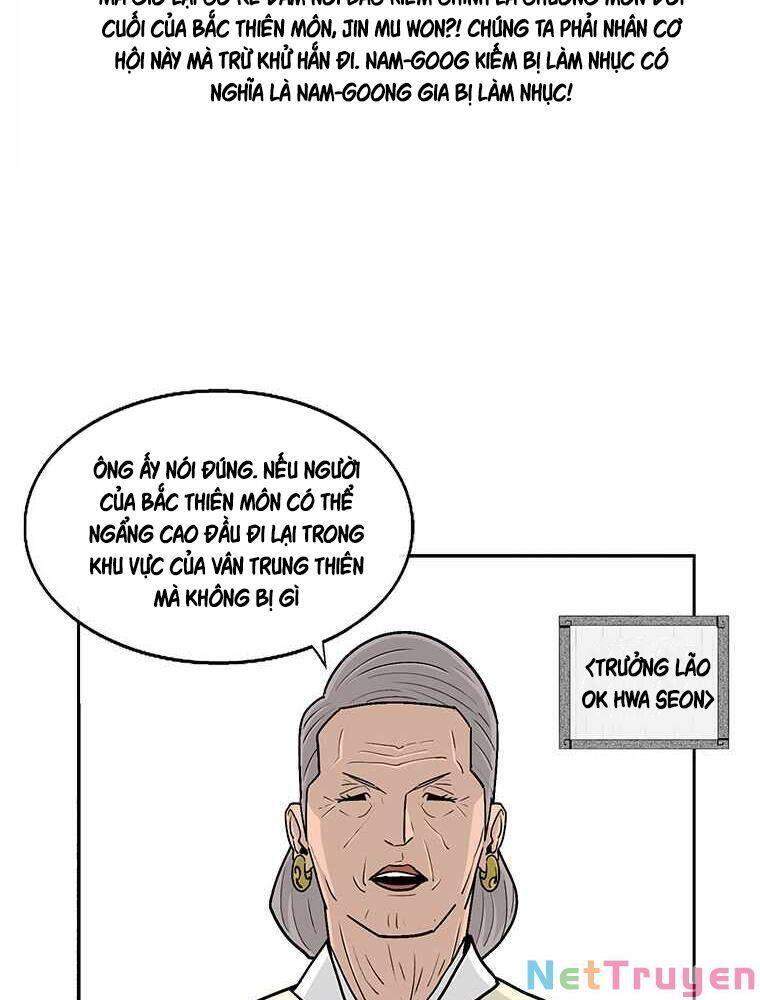 CUỐI CỦA BẮC THIÊN MÔN, JIN MU WON?! CHÚNG TA PHẢI NHÂN CƠ
HỘI NÀY MÀ TRỪ KHỬ HẮN ĐI. NAM-GOOG KIẾM BỊ LÀM NHỤC CÓ
NGHĨA LÀ NAM-GOONG GIA BỊ LÀM NHỤC!
ÔNG ẤY NÓI ĐÚNG. NẾU NGƯỜI
CỦA BẮC THIÊN MÔN CÓ THỂ
NGẨNG CAO ĐẦU ĐI LẠI TRONG
KHU VỰC CỦA VÂN TRUNG THIÊN
MÀ KHÔNG BỊ GÌ
<TRƯỞNG LÃO
OK HWA SEON>
NetTruyen